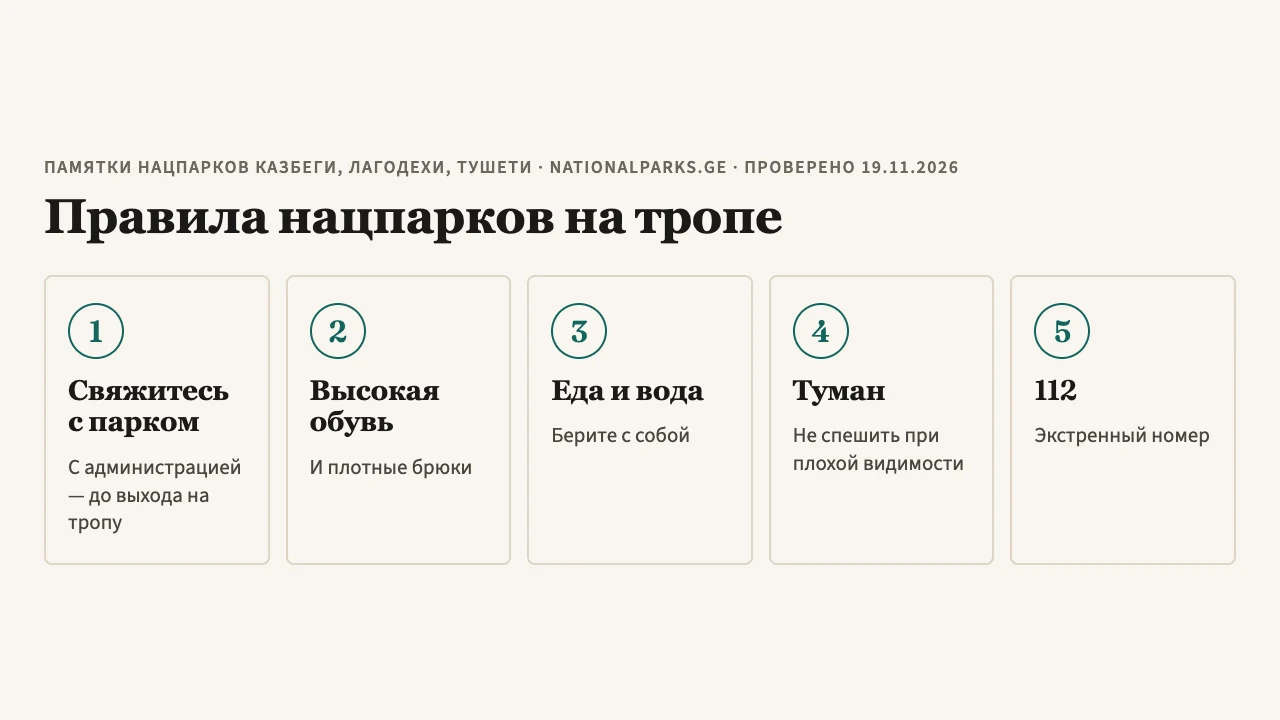 ПАМЯТКИ НАЦПАРКОВ КАЗБЕГИ, ЛАГОДЕХИ, ТУШЕТИ · NATIONALPARKS.GE · ПРОВЕРЕНО 19.11.2026
Правила нацпарков на тропе
1
Свяжитесь
с парком
С администрацией
— до выхода на
тропу
2
Высокая
обувь
И плотные брюки
3
Еда и вода
Берите с собой
4
Туман
Не спешить при
плохой видимости
5
112
Экстренный номер